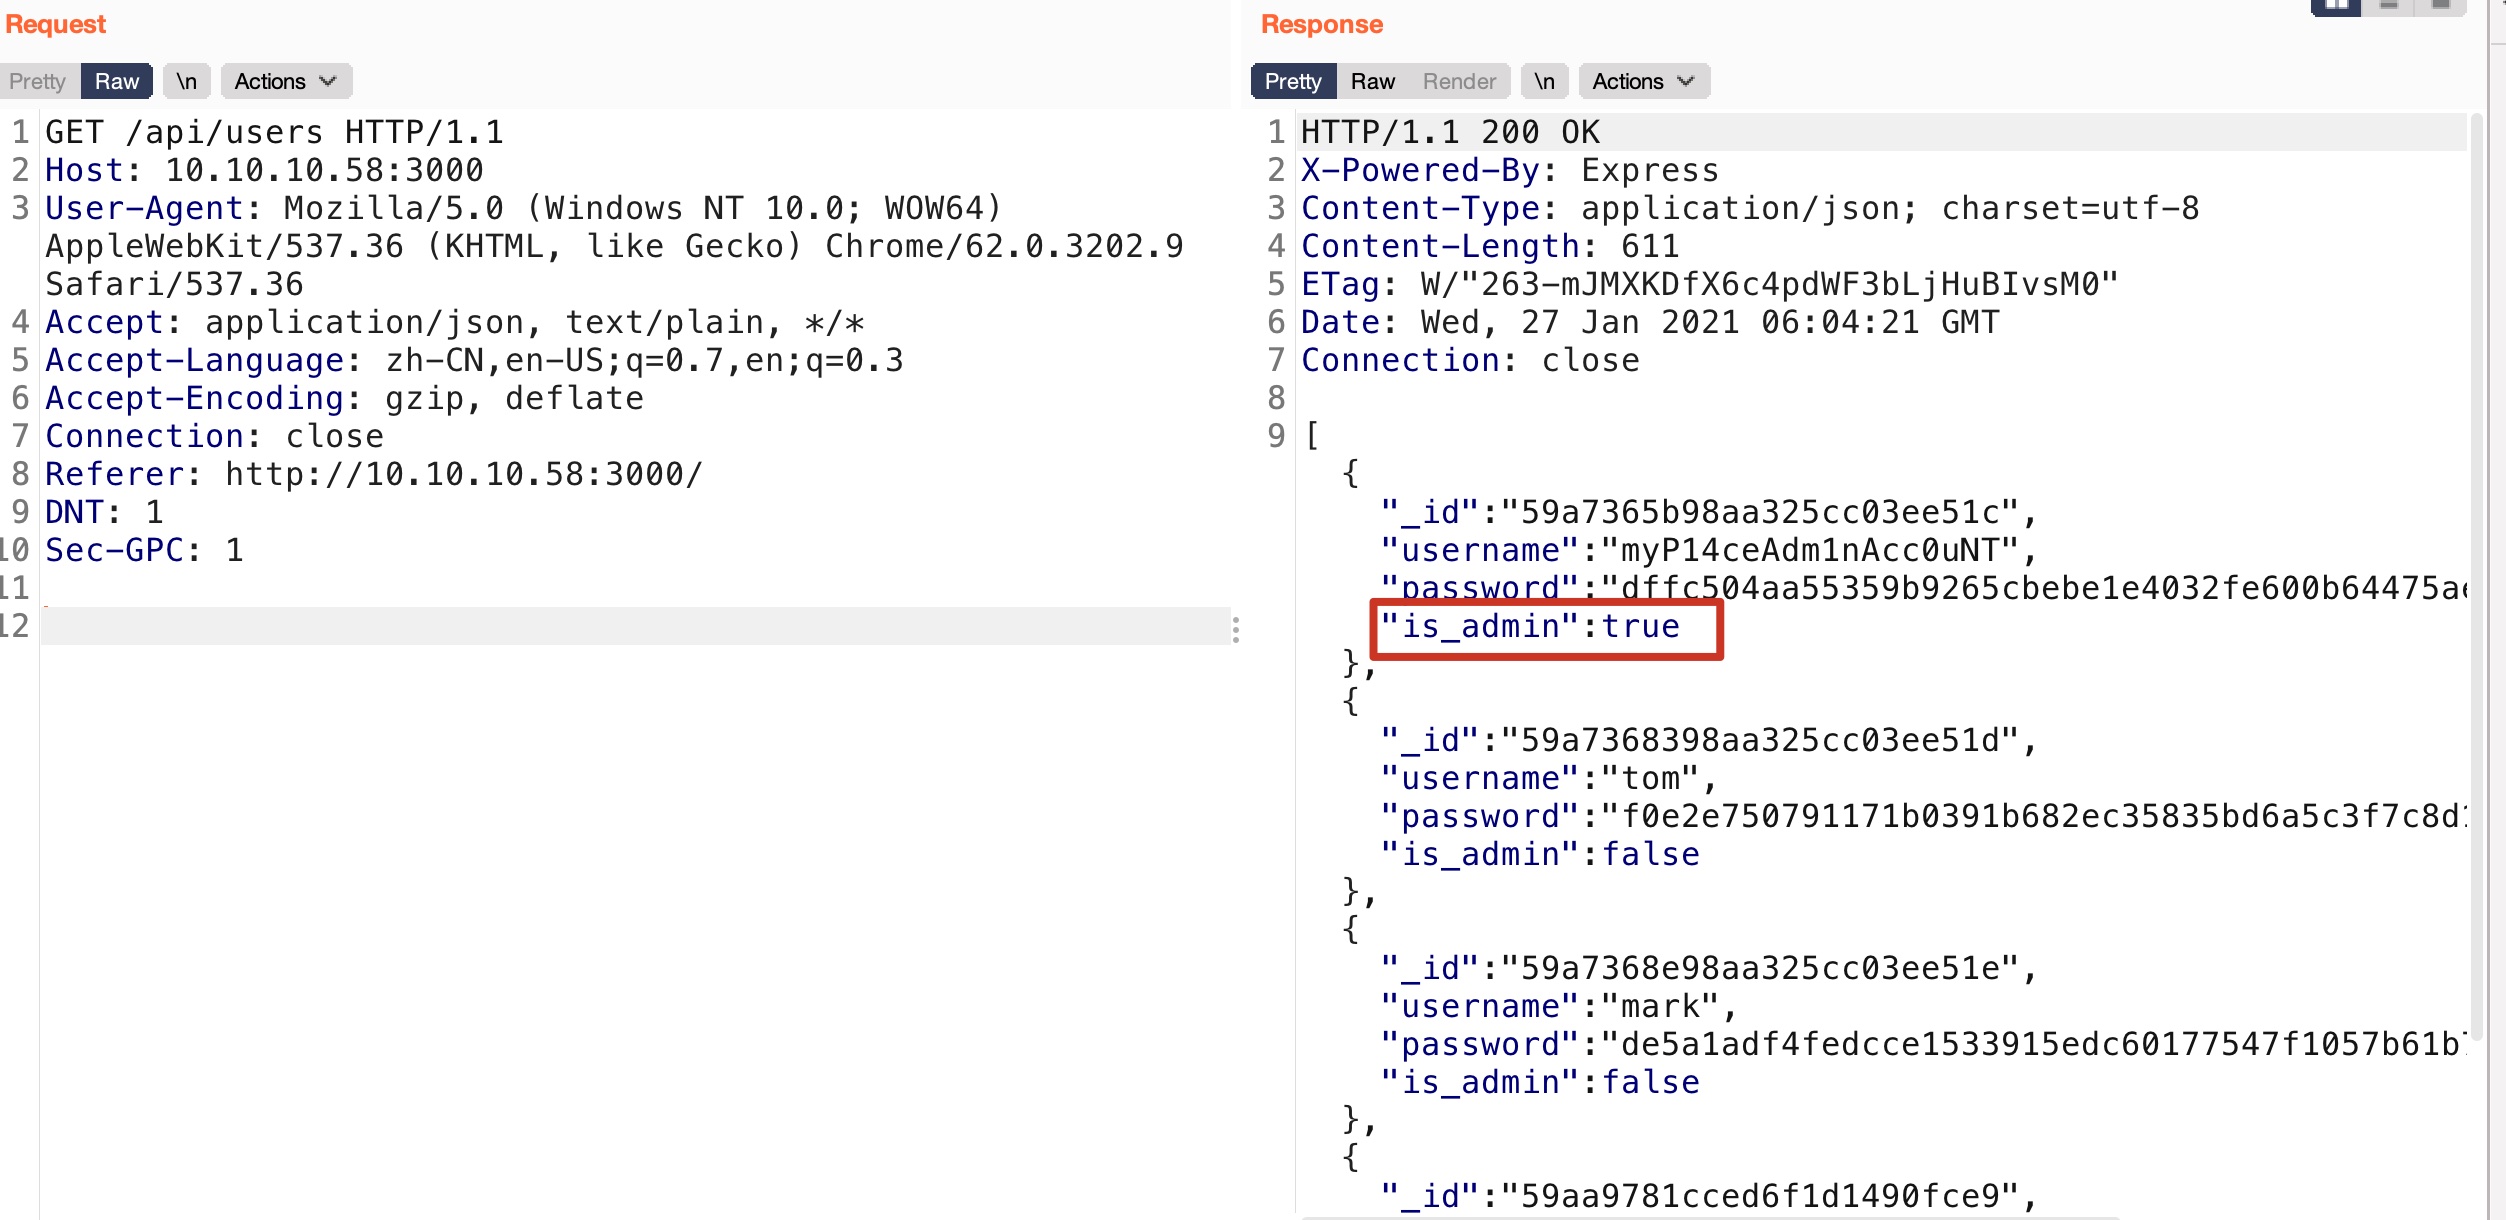 Request
Pretty Raw \n Actions
1 GET /api/users HTTP/1.1
2 Host: 10.10.10.58:3000
3 User-Agent: Mozilla/5.0 (Windows NT 10.0; WOW64)
AppleWebKit/537.36 (KHTML, like Gecko) Chrome/62.0.3202.9
Safari/537.36
4 Accept: application/json, text/plain, */*
5 Accept-Language: zh-CN,en-US;q=0.7,en;q=0.3
6 Accept-Encoding: gzip, deflate
7 Connection: close
8 Referer: http://10.10.10.58:3000/
9 DNT: 1
10 Sec-GPC: 1
11
12
Response
Pretty Raw Render \n Actions
1 HTTP/1.1 200 OK
2 X-Powered-By: Express
3 Content-Type: application/json; charset=utf-8
4 Content-Length: 611
5 ETag: W/"263-mJMXKDfX6c4pdWF3bLjHuBIvsM0"
6 Date: Wed, 27 Jan 2021 06:04:21 GMT
7 Connection: close
8
9 [
{
"_id":"59a7365b98aa325cc03ee51c",
"username":"myP14ceAdm1nAcc0uNT",
"password":"dffc504aa55359b9265cbebe1e4032fe600b64475ae
"is_admin":true
},
{
"_id":"59a7368398aa325cc03ee51d",
"username":"tom",
"password":"f0e2e750791171b0391b682ec35835bd6a5c3f7c8d1
"is_admin":false
},
{
"_id":"59a7368e98aa325cc03ee51e",
"username":"mark",
"password":"de5a1adf4fedcce1533915edc60177547f1057b61b7
"is_admin":false
},
{
"_id":"59aa9781cced6f1d1490fce9",